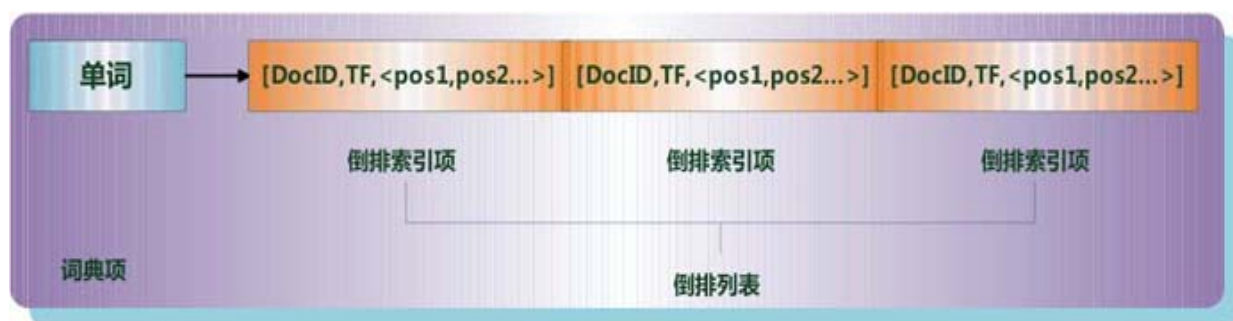 单词 [DocID,TF,<pos1,pos2...>] [DocID,TF,<pos1,pos2...>] [DocID,TF,<pos1,pos2...>]
倒排索引项 倒排索引项 倒排索引项
词典项
倒排列表